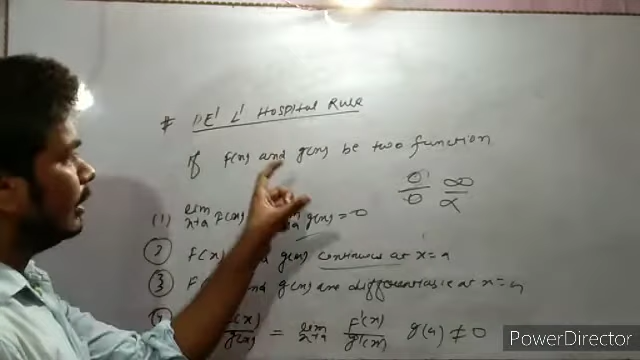 # DE' L' Hospital Rule
If F(x) and g(x) be two function
0/0 ∞/α
(1) lim x→a F(x) g(x) = 0
(2) F(x) g(x) continuous at x=a
(3) F and g(x) are differentiable at x=a
(x)/g(x) = lim x→a F'(x)/g'(x) g(a) ≠ 0
PowerDirector